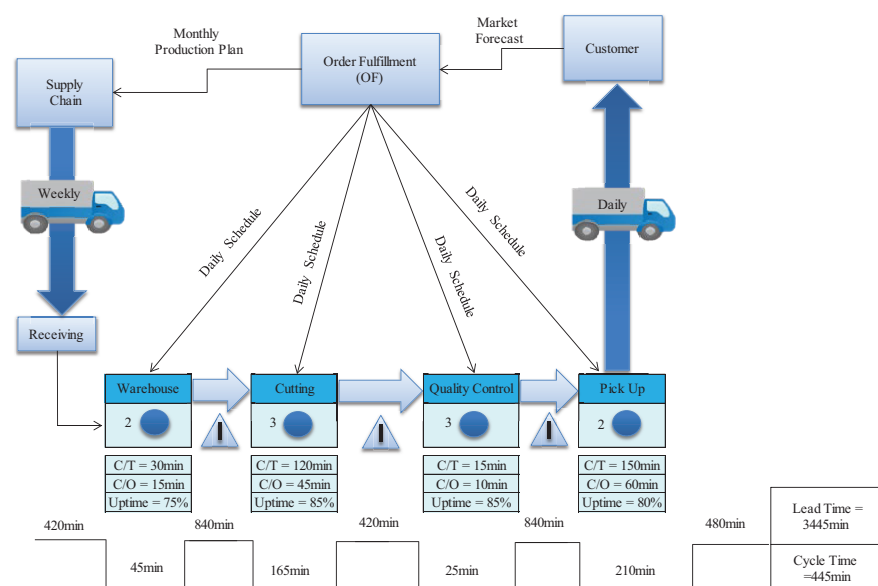 Monthly
Production Plan
Market
Forecast
Supply
Chain
Order Fulfillment
(OF)
Customer
Weekly
Daily
Daily Schedule
Daily Schedule
Daily Schedule
Daily Schedule
Receiving
Warehouse
Cutting
Quality Control
Pick Up
2
3
3
2
I
I
I
C/T = 30min
C/O = 15min
Uptime = 75%
C/T = 120min
C/O = 45min
Uptime = 85%
C/T = 15min
C/O = 10min
Uptime = 85%
C/T = 150min
C/O = 60min
Uptime = 80%
420min
840min
420min
840min
480min
45min
165min
25min
210min
Lead Time =
3445min
Cycle Time
=445min